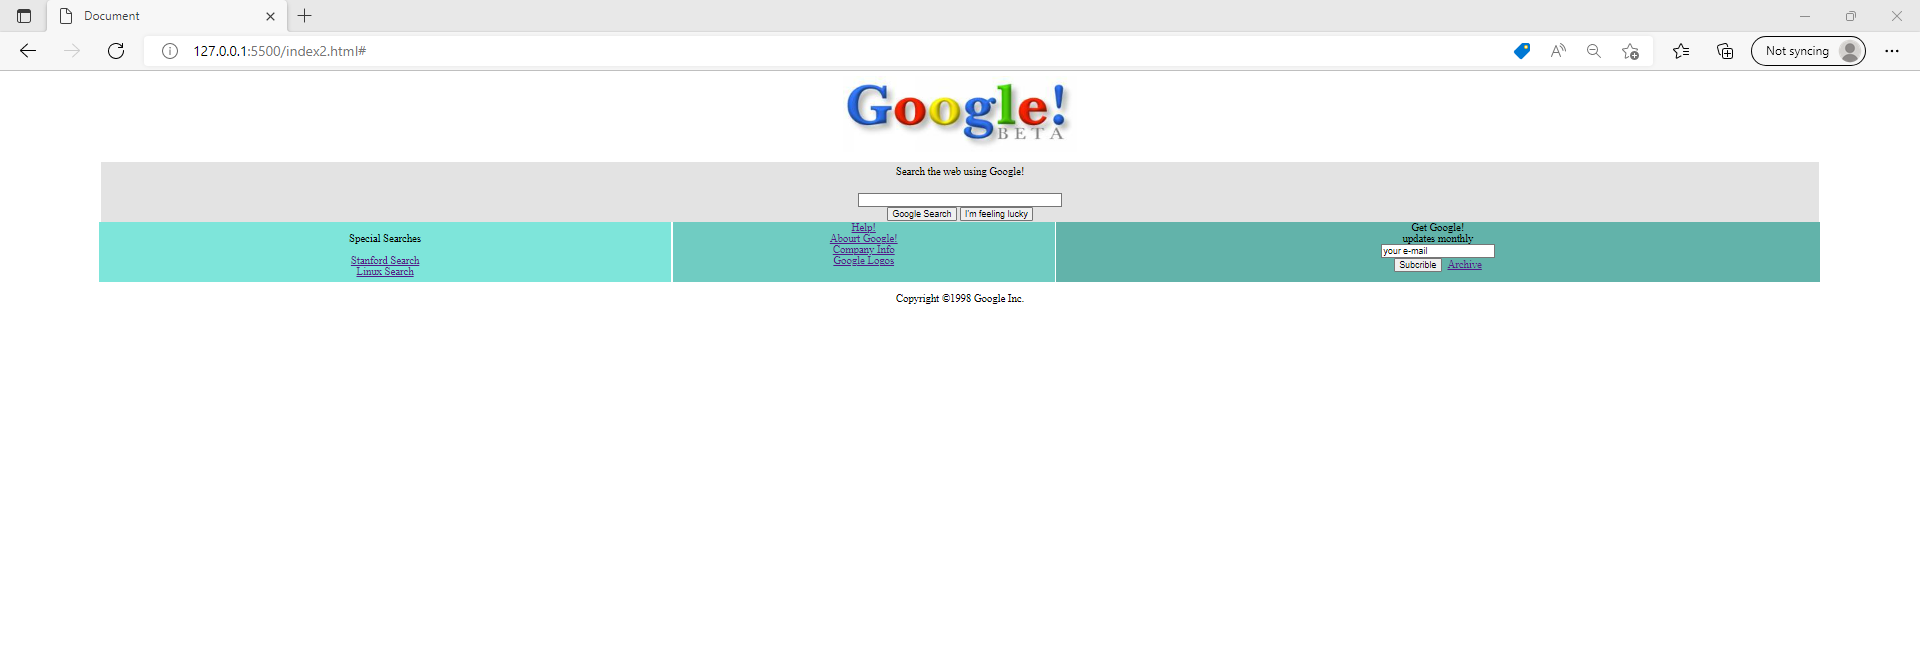 Document
127.0.0.1:5500/index2.html#
Not syncing
Google!
BETA
Search the web using Google!
Google Search I'm feeling lucky
Special Searches
Stanford Search
Linux Search
Help!
Abourt Google!
Company Info
Google Logos
Get Google!
updates monthly
your e-mail
Subcrible Archive
Copyright ©1998 Google Inc.